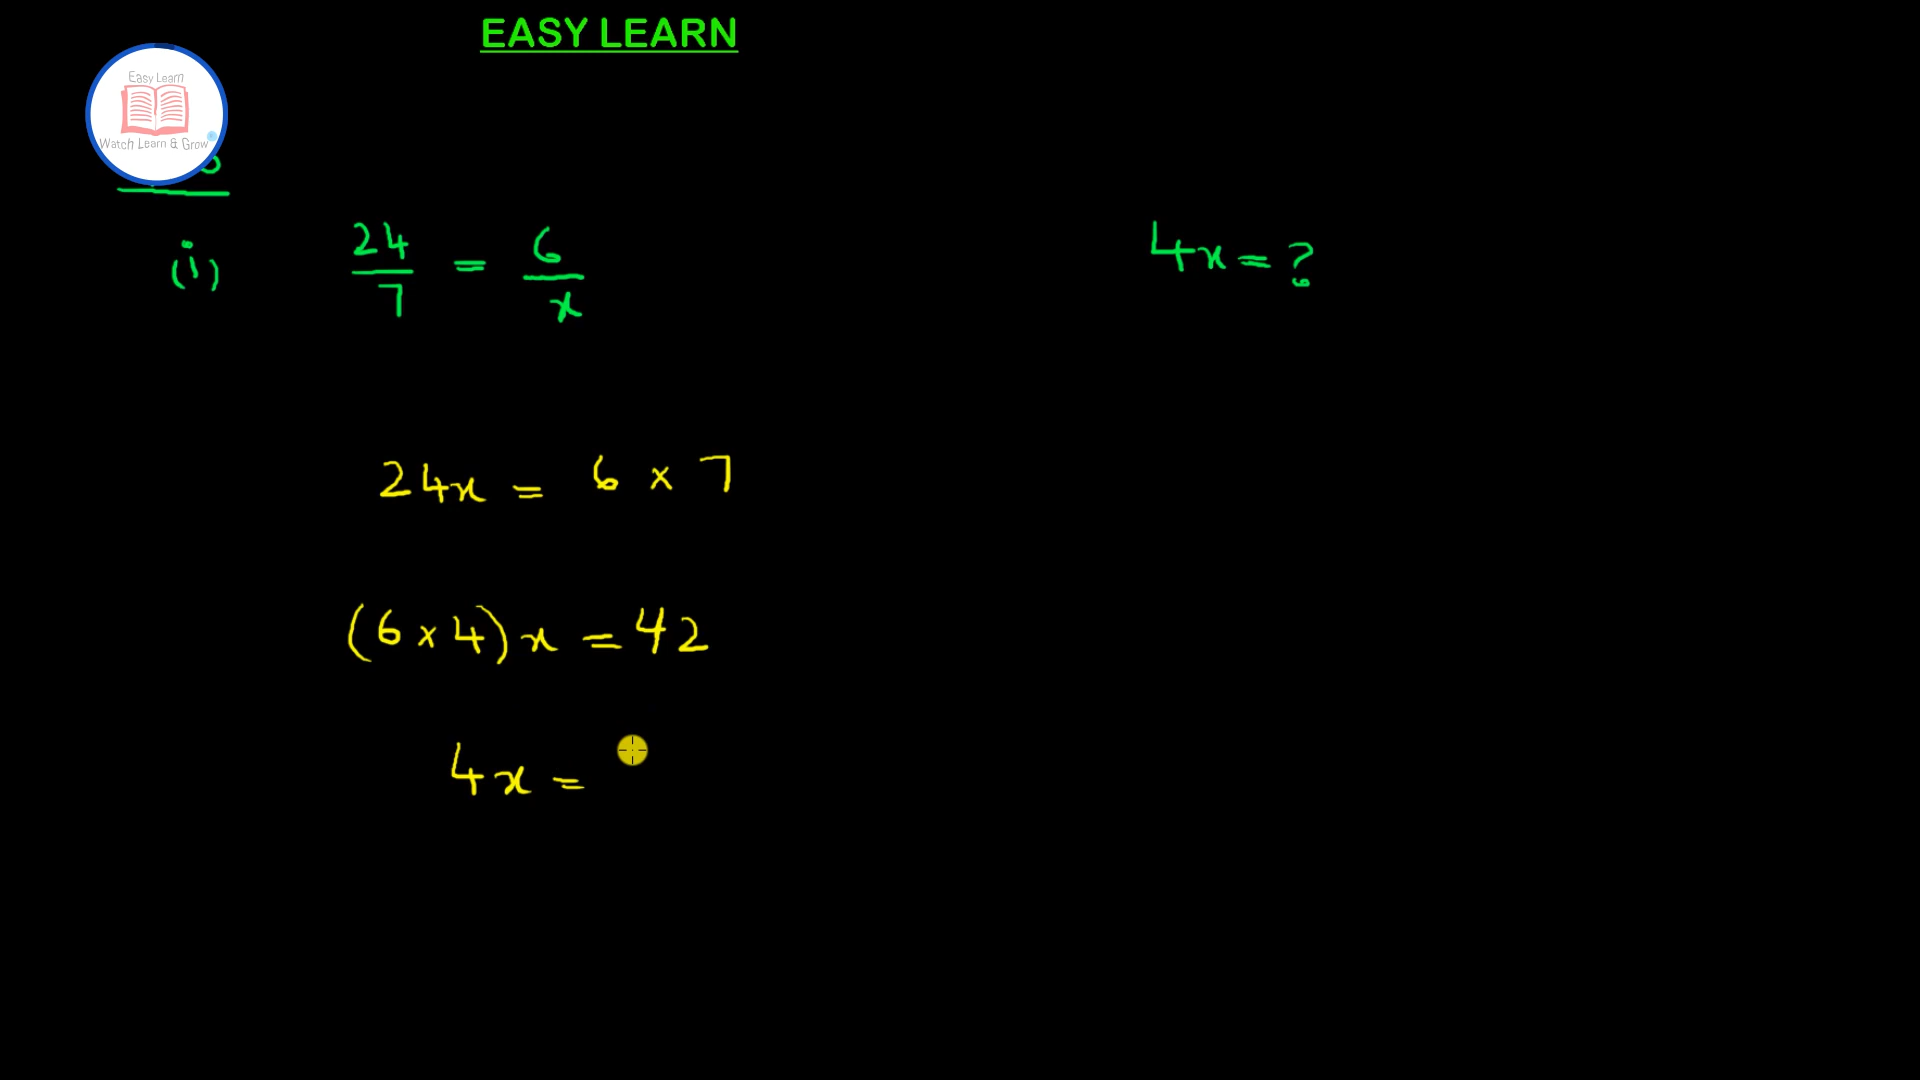 EASY LEARN
Easy Learn
Watch Learn & Grow
(i) 24/7 = 6/x 4x = ?
24x = 6 × 7
(6 × 4) x = 42
4x =